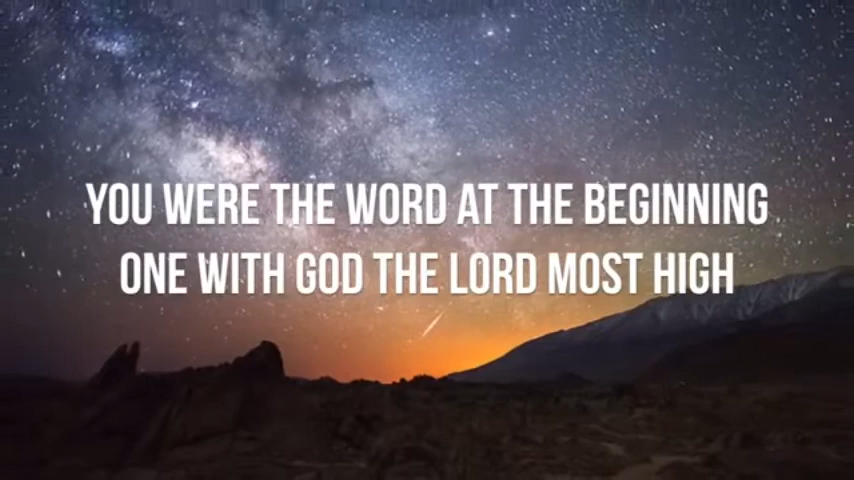 YOU WERE THE WORD AT THE BEGINNING
ONE WITH GOD THE LORD MOST HIGH